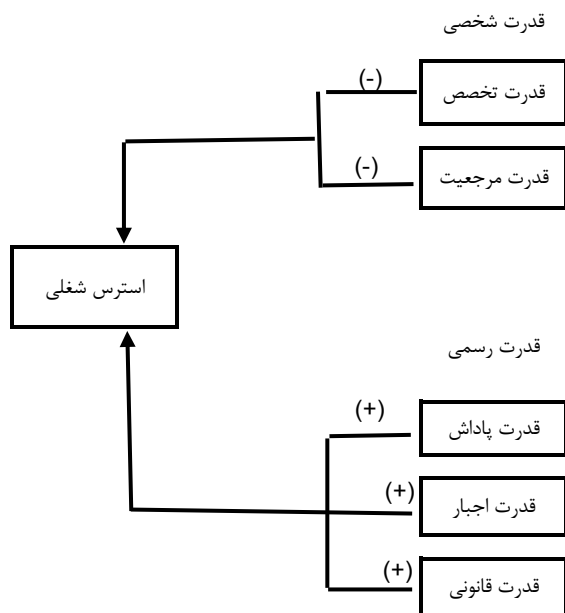 قدرت شخصی
(-)
قدرت تخصص
(-)
قدرت مرجعیت
استرس شغلی
قدرت رسمی
(+)
قدرت پاداش
(+)
قدرت اجبار
(+)
قدرت قانونی